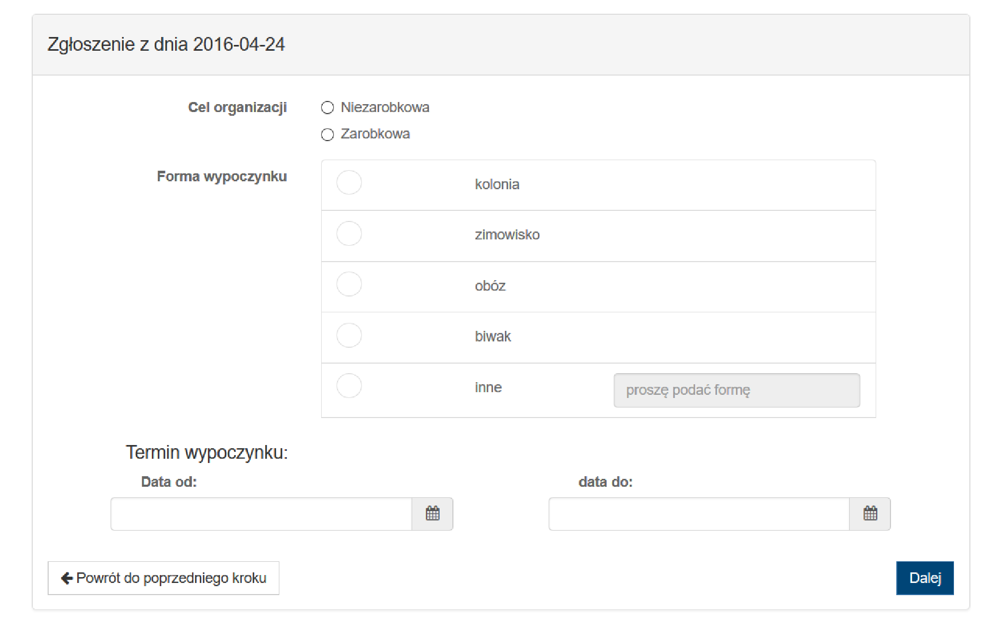 Zgłoszenie z dnia 2016-04-24
Cel organizacji
Niezarobkowa
Zarobkowa
Forma wypoczynku
kolonia
zimowisko
obóz
biwak
inne
proszę podać formę
Termin wypoczynku:
Data od:
data do:
Powrót do poprzedniego kroku
Dalej